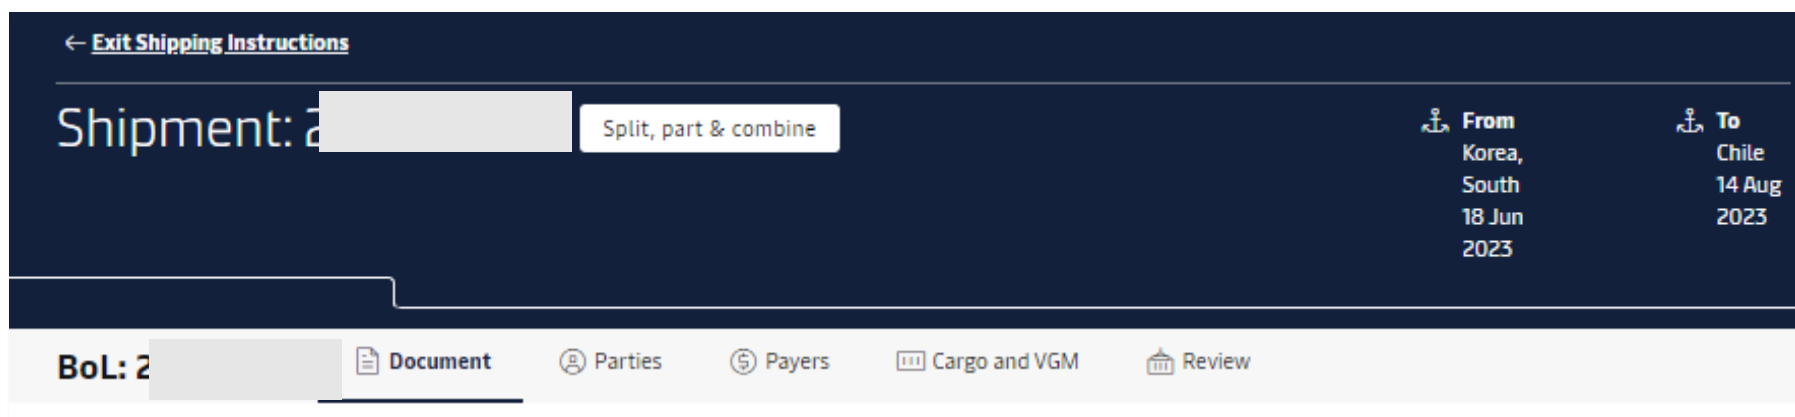 ← Exit Shipping Instructions
Shipment: 2
Split, part & combine
From
Korea,
South
18 Jun
2023
To
Chile
14 Aug
2023
BoL: 2
Document
Parties
Payers
Cargo and VGM
Review